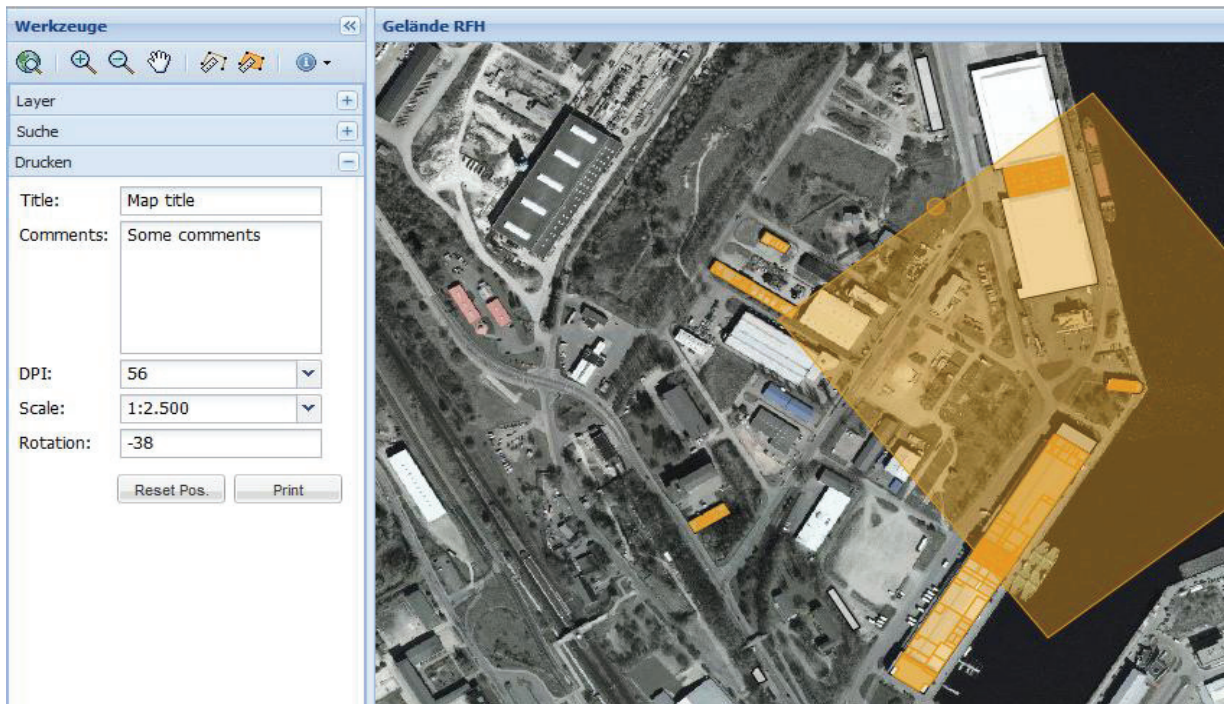 Werkzeuge
Gelände RFH
Layer
Suche
Drucken
Title: Map title
Comments: Some comments
DPI: 56
Scale: 1:2.500
Rotation: -38
Reset Pos. Print